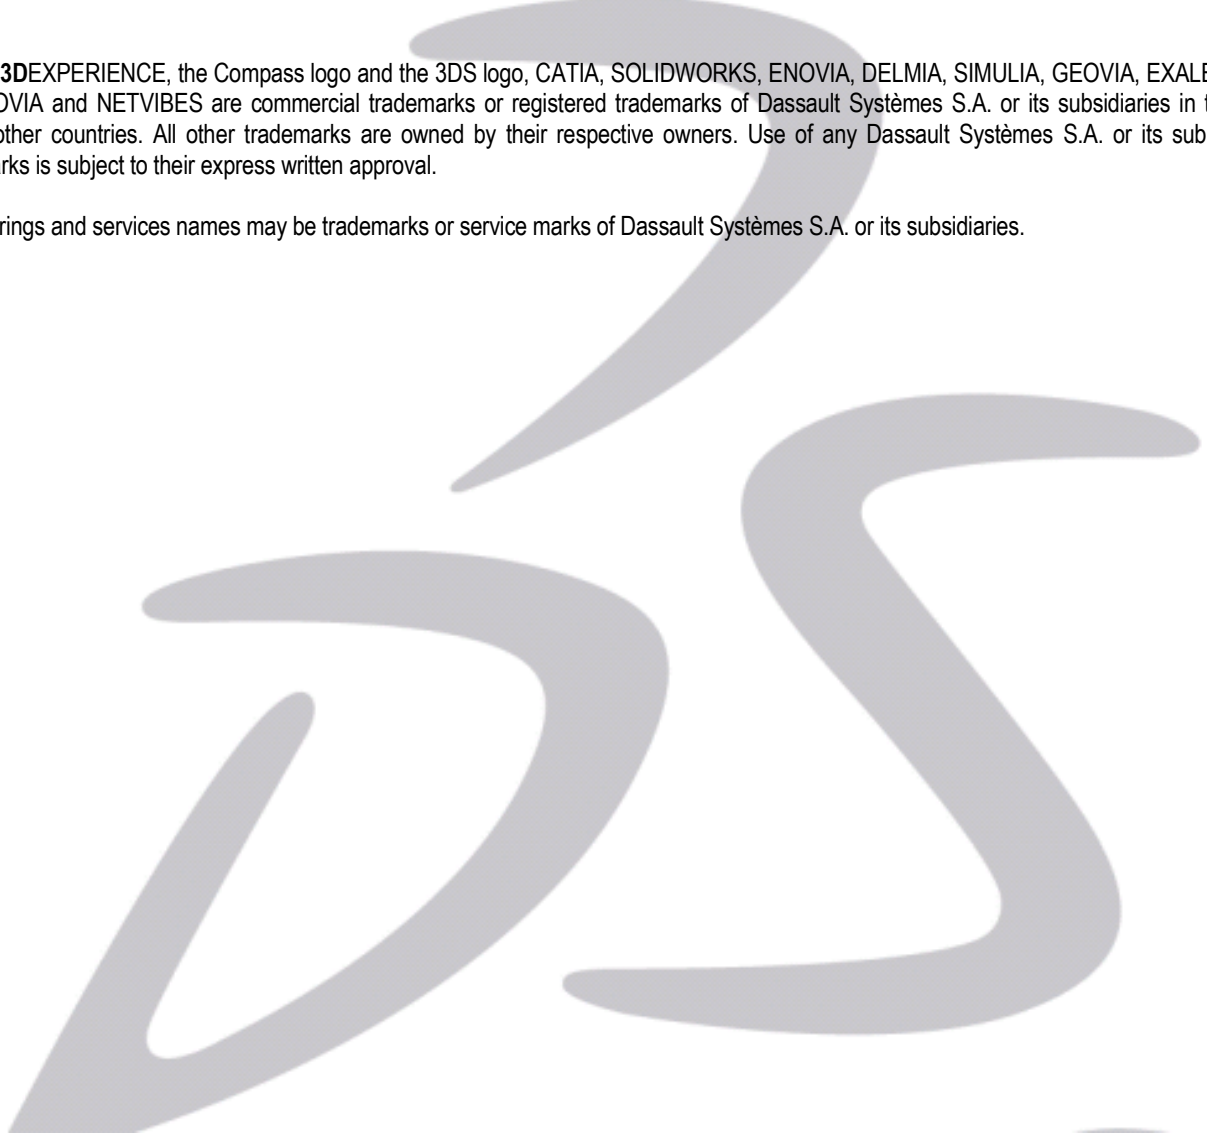 3DEXPERIENCE, the Compass logo and the 3DS logo, CATIA, SOLIDWORKS, ENOVIA, DELMIA, SIMULIA, GEOVIA, EXALE
OVIA and NETVIBES are commercial trademarks or registered trademarks of Dassault Systèmes S.A. or its subsidiaries in t
other countries. All other trademarks are owned by their respective owners. Use of any Dassault Systèmes S.A. or its sub
rks is subject to their express written approval.
rings and services names may be trademarks or service marks of Dassault Systèmes S.A. or its subsidiaries.